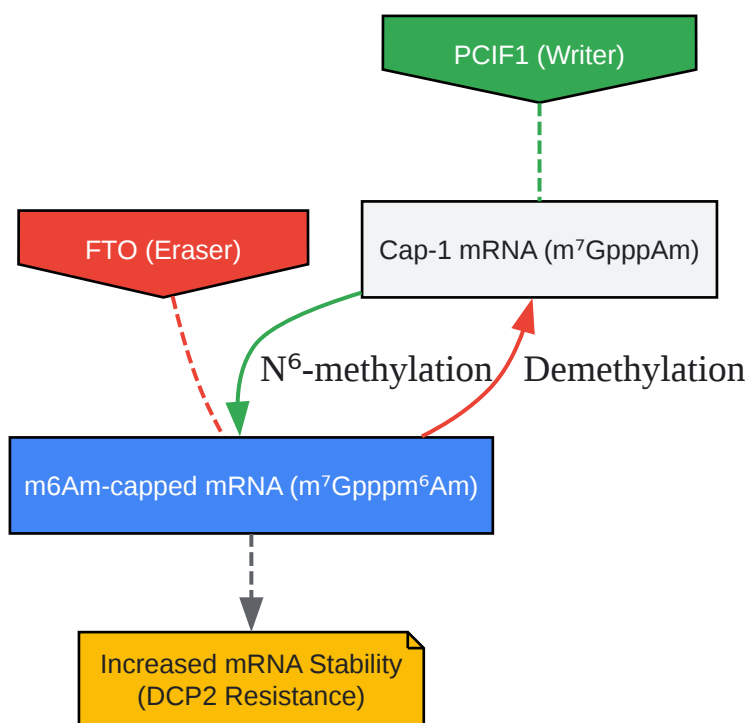 PCIF1 (Writer)
FTO (Eraser)
Cap-1 mRNA (m⁷GpppAm)
N⁶-methylation
Demethylation
m6Am-capped mRNA (m⁷Gpppm⁶Am)
Increased mRNA Stability
(DCP2 Resistance)